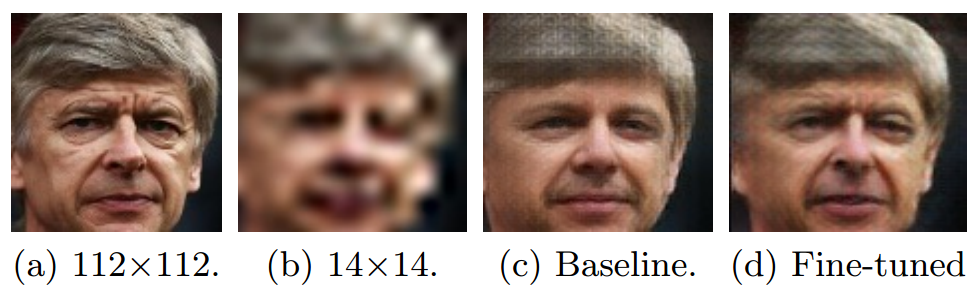 (a) 112×112. (b) 14×14. (c) Baseline. (d) Fine-tuned